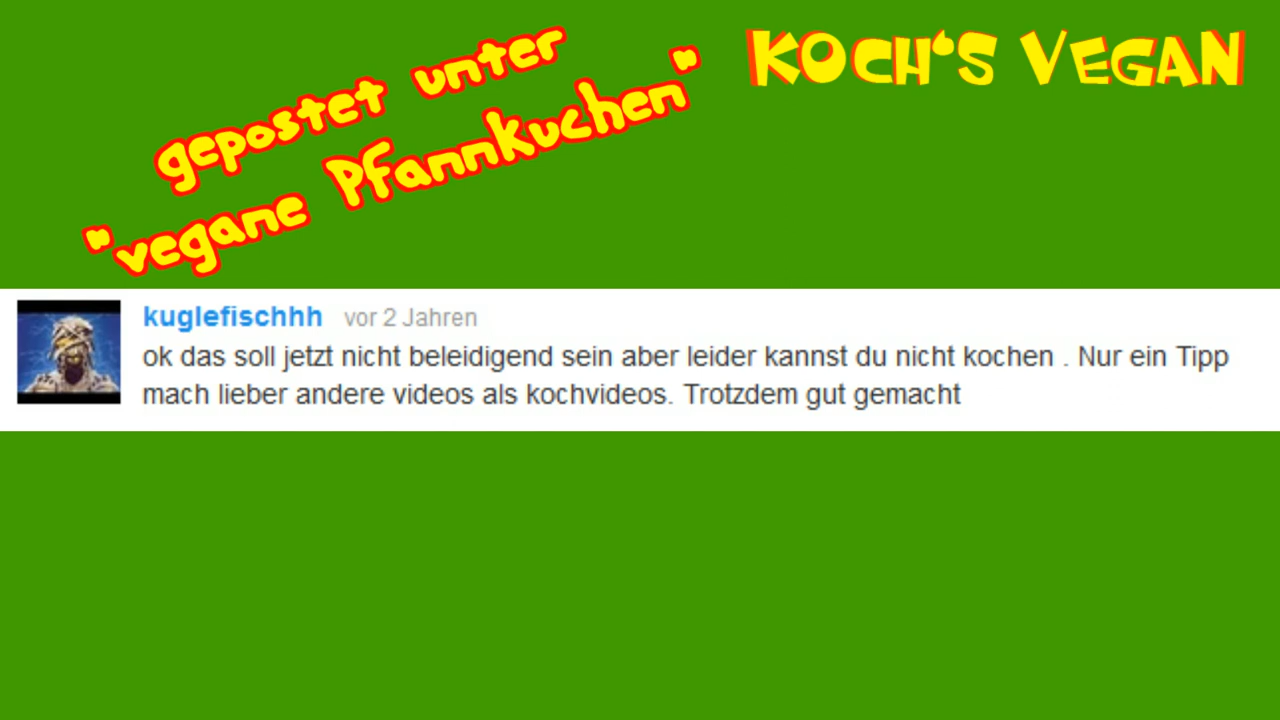 gepostet unter
"vegane Pfannkuchen"
KOCH'S VEGAN
kuglefischhh vor 2 Jahren
ok das soll jetzt nicht beleidigend sein aber leider kannst du nicht kochen . Nur ein Tipp
mach lieber andere videos als kochvideos. Trotzdem gut gemacht